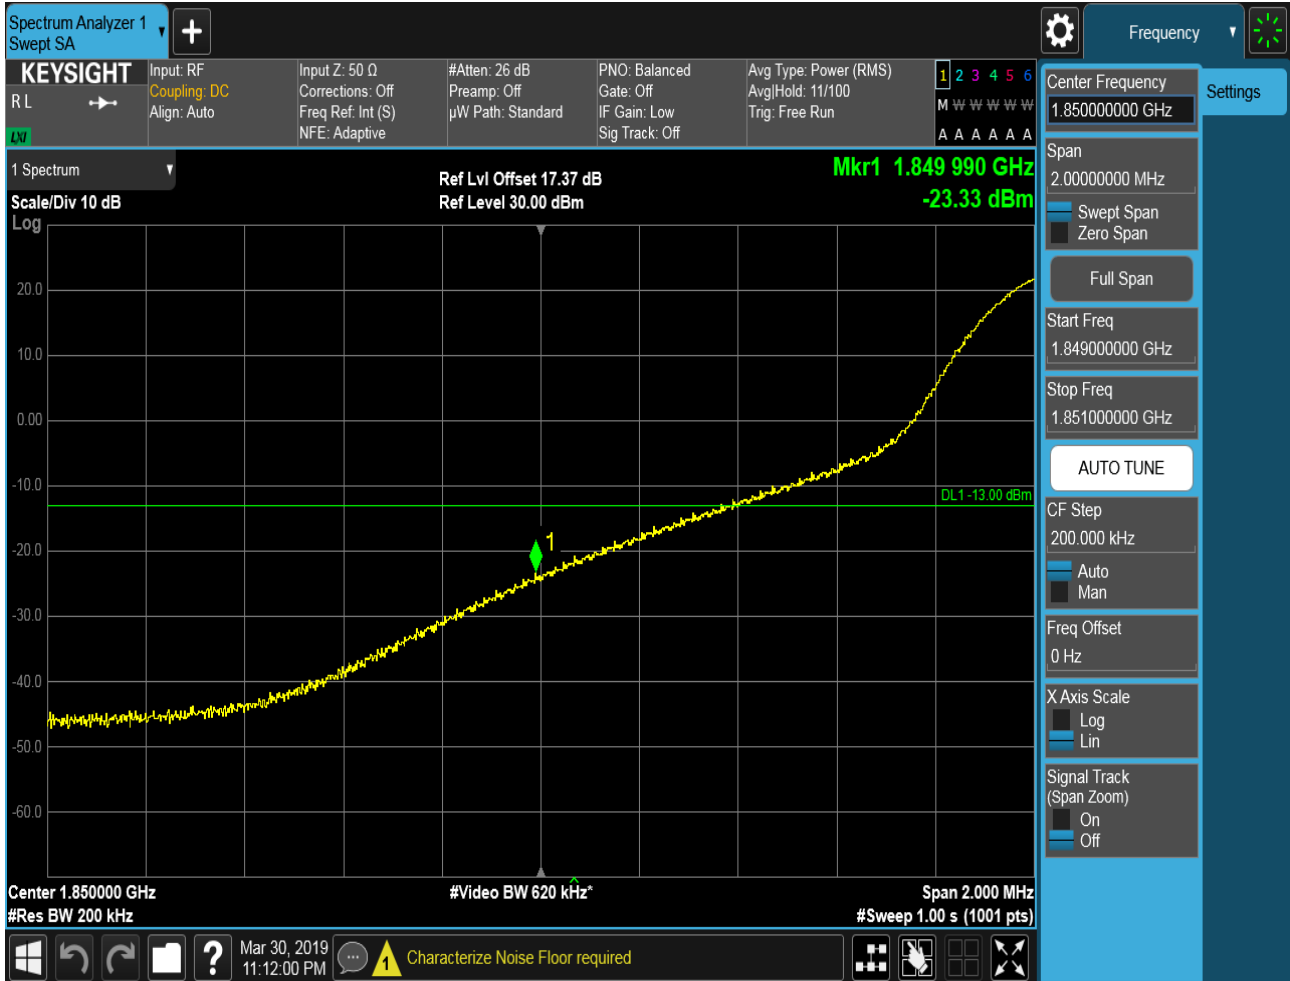 Spectrum Analyzer 1
Swept SA
Frequency
KEYSIGHT
R L
LXI
Input: RF
Coupling: DC
Align: Auto
Input Z: 50 Ω
Corrections: Off
Freq Ref: Int (S)
NFE: Adaptive
#Atten: 26 dB
Preamp: Off
µW Path: Standard
PNO: Balanced
Gate: Off
IF Gain: Low
Sig Track: Off
Avg Type: Power (RMS)
Avg|Hold: 11/100
Trig: Free Run
1 2 3 4 5 6
M W W W W W
A A A A A A
1 Spectrum
Scale/Div 10 dB
Log
Ref Lvl Offset 17.37 dB
Ref Level 30.00 dBm
Mkr1 1.849 990 GHz
-23.33 dBm
20.0
10.0
0.00
-10.0
-20.0
-30.0
-40.0
-50.0
-60.0
DL1 -13.00 dBm
1
Center 1.850000 GHz
#Res BW 200 kHz
#Video BW 620 kHz*
Span 2.000 MHz
#Sweep 1.00 s (1001 pts)
Center Frequency
1.850000000 GHz
Settings
Span
2.00000000 MHz
Swept Span
Zero Span
Full Span
Start Freq
1.849000000 GHz
Stop Freq
1.851000000 GHz
AUTO TUNE
CF Step
200.000 kHz
Auto
Man
Freq Offset
0 Hz
X Axis Scale
Log
Lin
Signal Track
(Span Zoom)
On
Off
?
Mar 30, 2019
11:12:00 PM
1
Characterize Noise Floor required